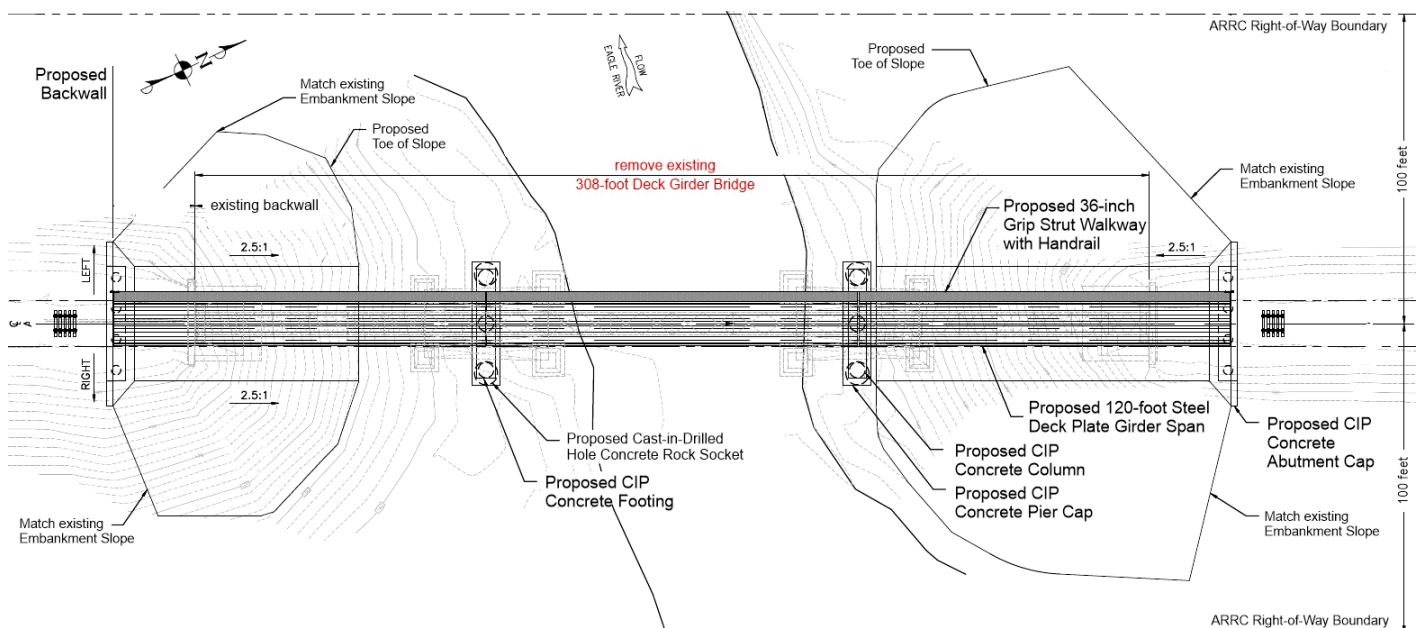 ARRC Right-of-Way Boundary
N
Proposed
Backwall
Match existing
Embankment Slope
Proposed
Toe of Slope
FLOW
EAGLE RIVER
Proposed
Toe of Slope
remove existing
308-foot Deck Girder Bridge
Match existing
Embankment Slope
100 feet
existing backwall
Proposed 36-inch
Grip Strut Walkway
with Handrail
2.5:1
2.5:1
LEFT
RIGHT
2.5:1
Proposed 120-foot Steel
Deck Plate Girder Span
Proposed CIP
Concrete
Abutment Cap
Proposed Cast-in-Drilled
Hole Concrete Rock Socket
Proposed CIP
Concrete Column
Proposed CIP
Concrete Footing
Proposed CIP
Concrete Pier Cap
100 feet
Match existing
Embankment Slope
Match existing
Embankment Slope
ARRC Right-of-Way Boundary